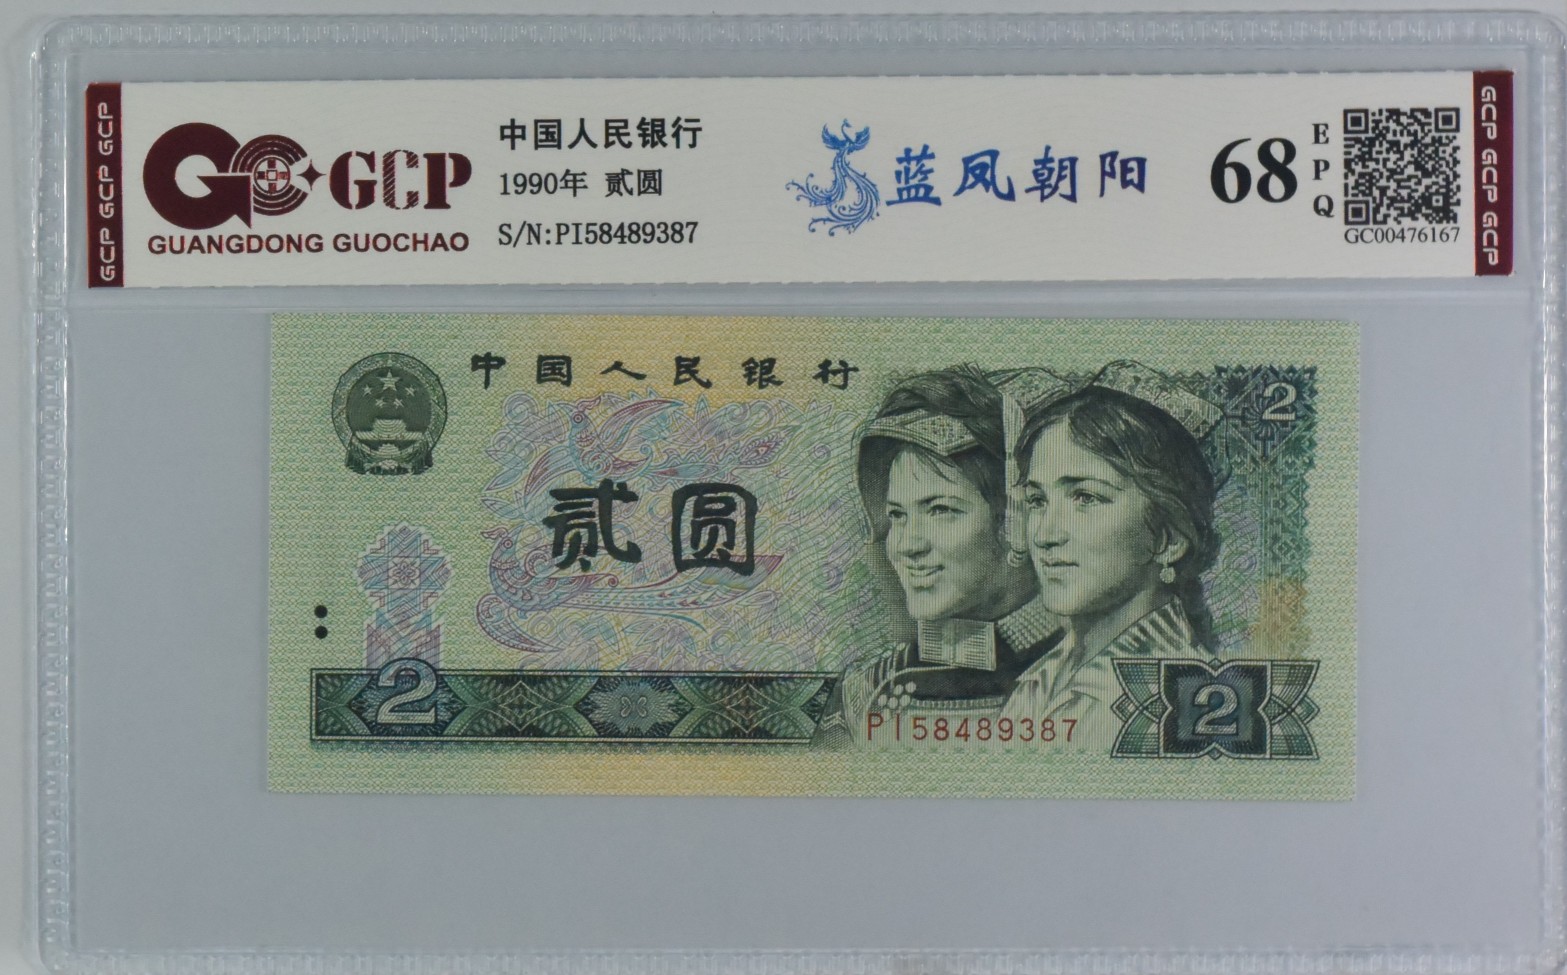 GCP GCP GCP
GCP
GUANGDONG GUOCHAO
中国人民银行
1990年 贰圆
S/N:PI58489387
蓝凤朝阳
68
EPQ
GC00476167
GCP GCP GCP
中国人民银行
2
贰圆
2
PI58489387
2